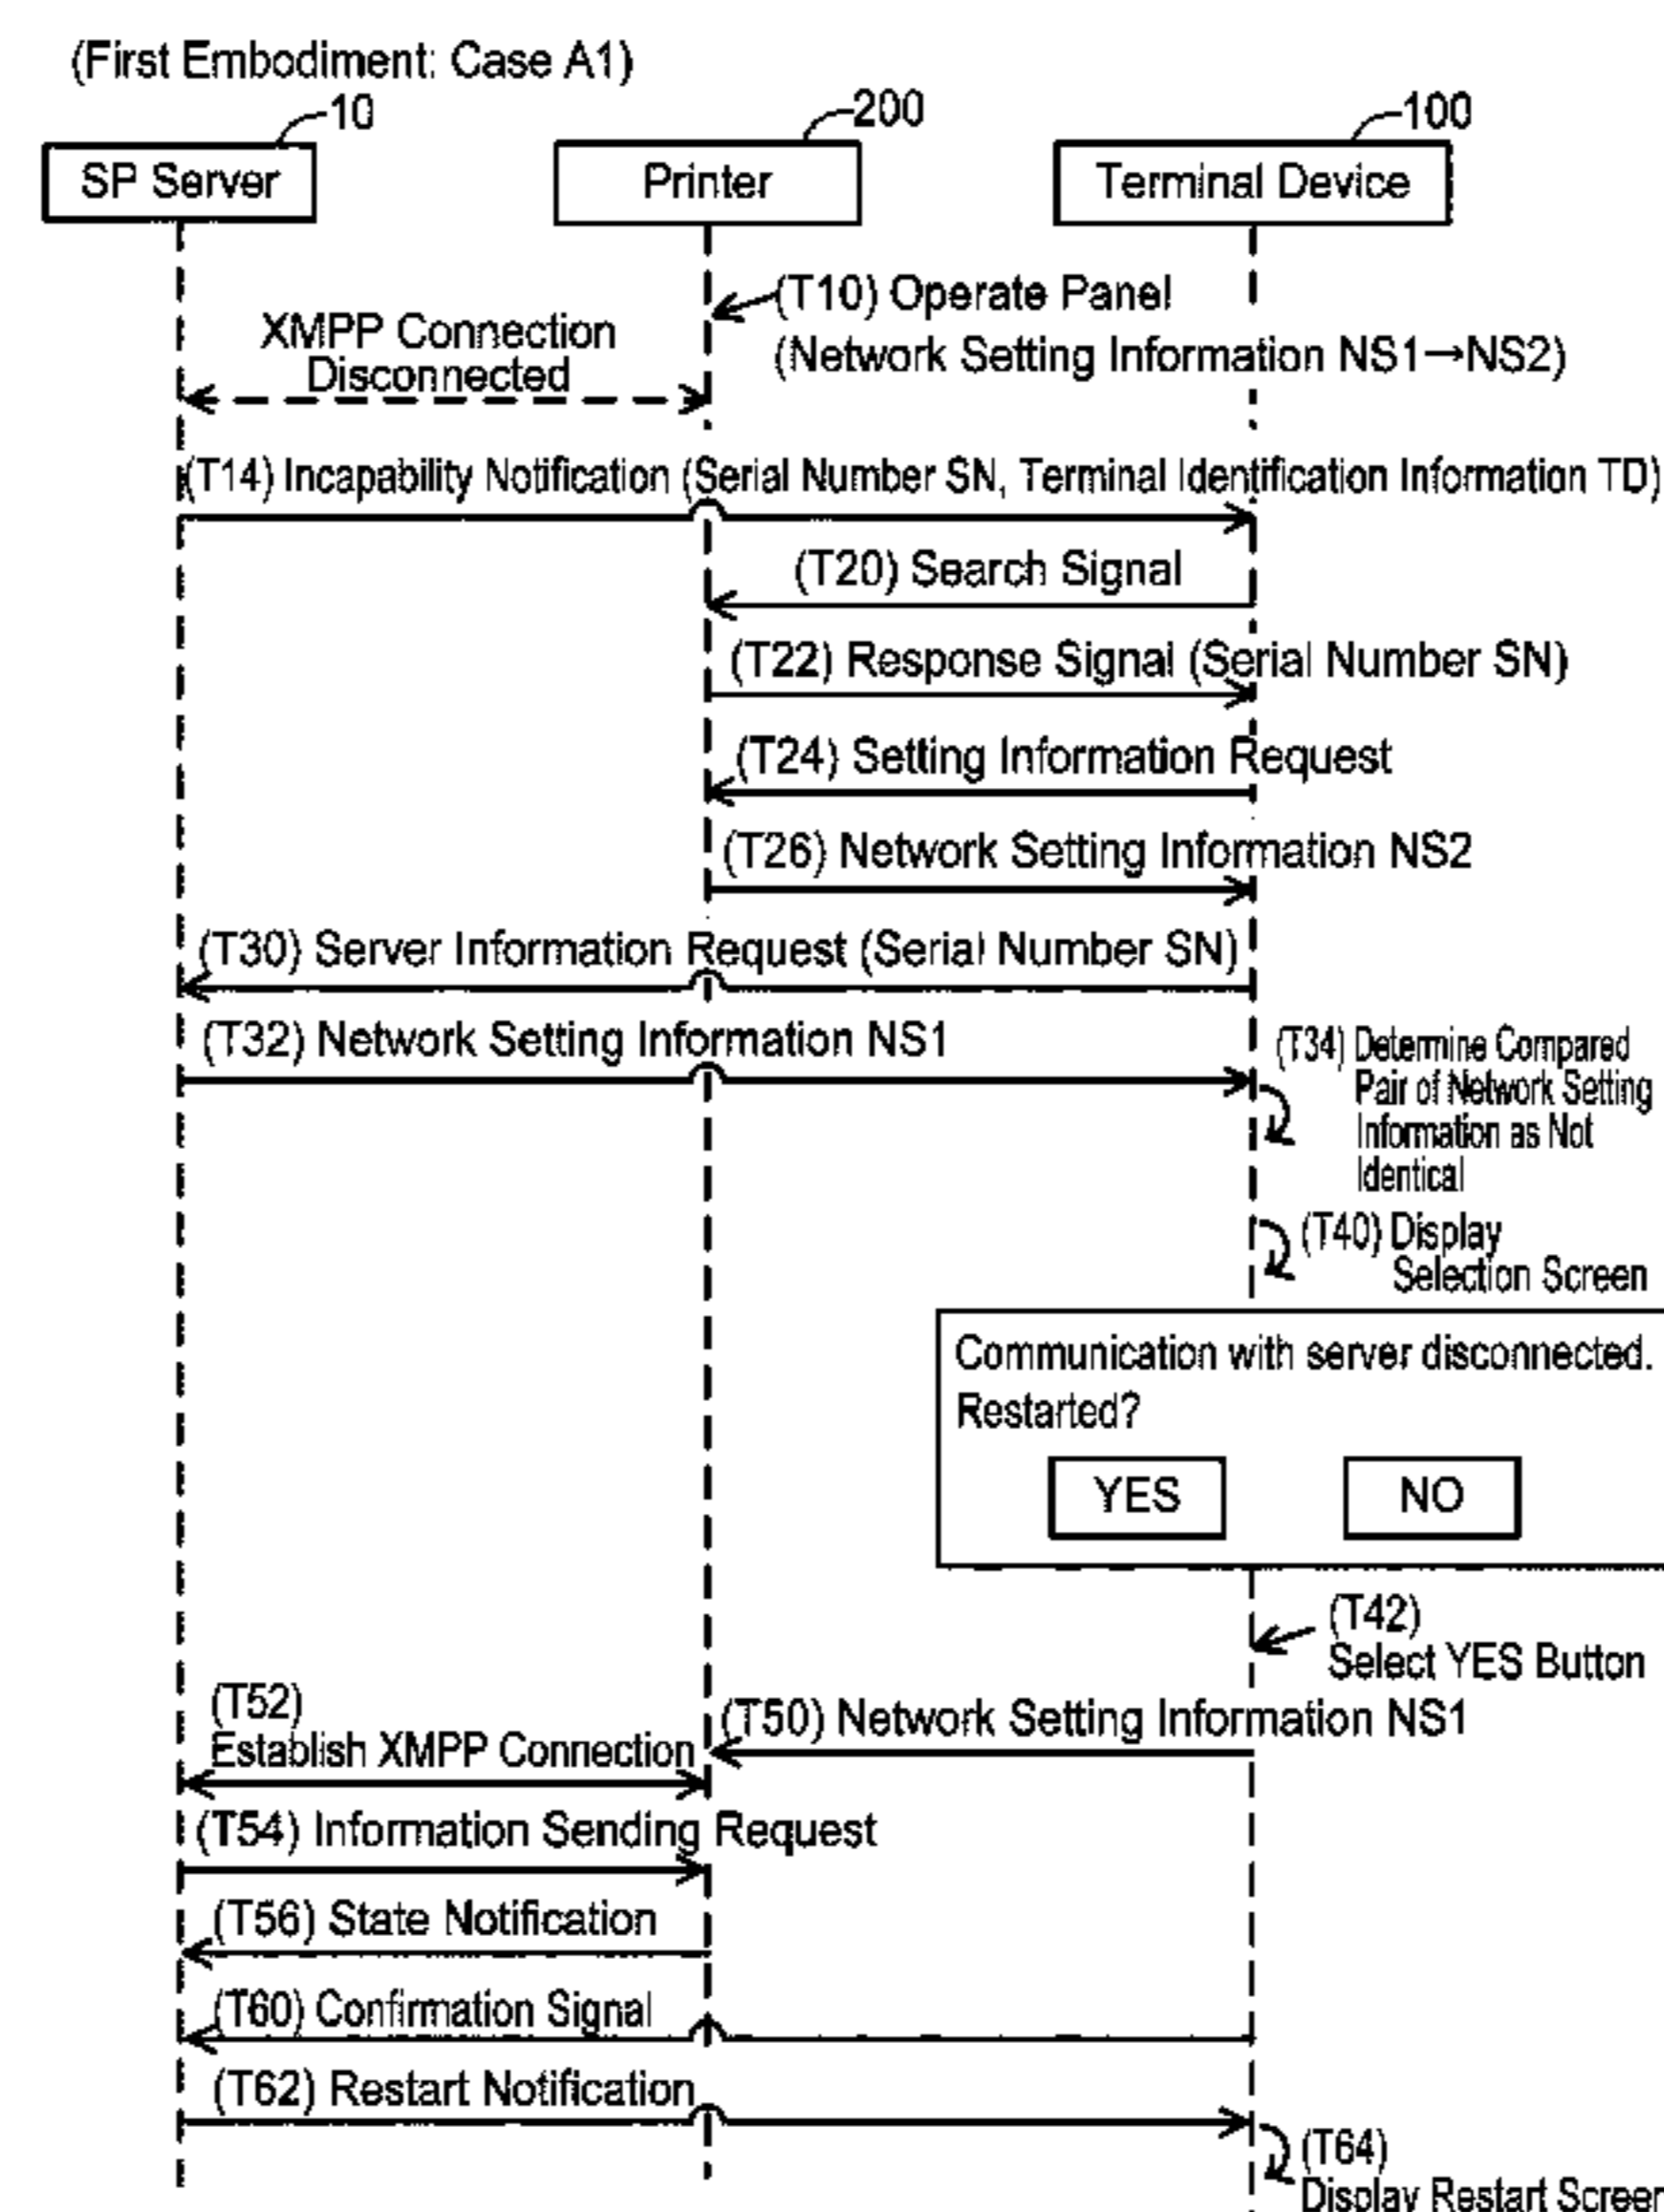 (First Embodiment: Case A1)
10
200
100
SP Server
Printer
Terminal Device
(T10) Operate Panel
(Network Setting Information NS1→NS2)
XMPP Connection
Disconnected
(T14) Incapability Notification (Serial Number SN, Terminal Identification Information TD)
(T20) Search Signal
(T22) Response Signal (Serial Number SN)
(T24) Setting Information Request
(T26) Network Setting Information NS2
(T30) Server Information Request (Serial Number SN)
(T32) Network Setting Information NS1
(T34) Determine Compared
Pair of Network Setting
Information as Not
Identical
(T40) Display
Selection Screen
Communication with server disconnected.
Restarted?
YES
NO
(T42)
Select YES Button
(T50) Network Setting Information NS1
(T52)
Establish XMPP Connection
(T54) Information Sending Request
(T56) State Notification
(T60) Confirmation Signal
(T62) Restart Notification
(T64)
Display Restart Screen